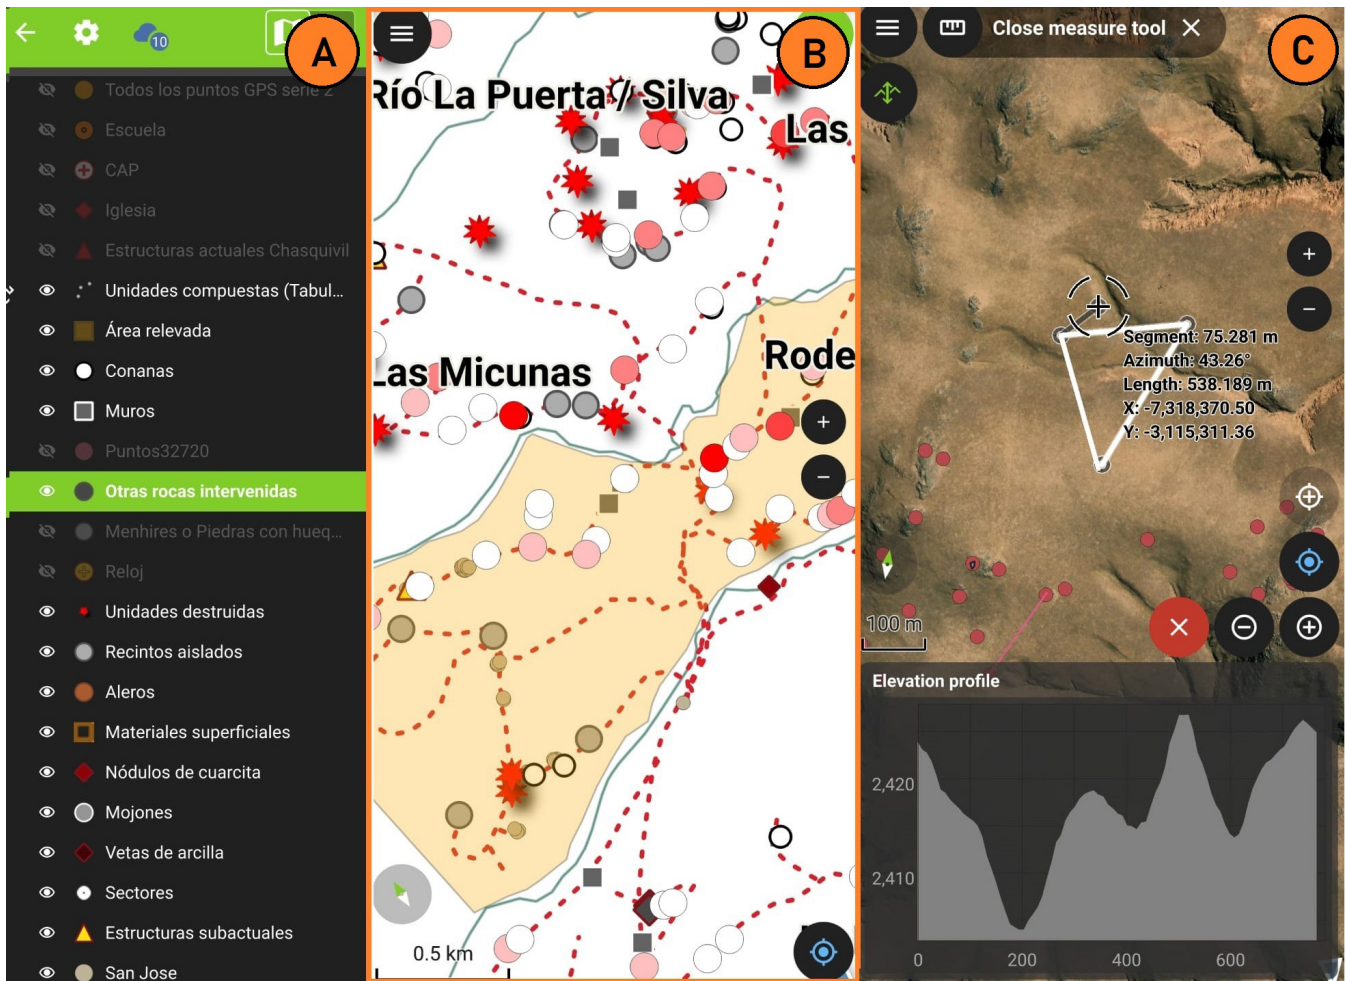 10
A
Todos los puntos GPS serie 2
Escuela
CAP
Iglesia
Estructuras actuales Chasquivil
Unidades compuestas (Tabul...
Área relevada
Conanas
Muros
Puntos32720
Otras rocas intervenidas
Menhires o Piedras con hueq...
Reloj
Unidades destruidas
Recintos aislados
Aleros
Materiales superficiales
Nódulos de cuarcita
Mojones
Vetas de arcilla
Sectores
Estructuras subactuales
San Jose
B
Río La Puerta / Silva
Las
Las Micunas
Rode
+
−
0.5 km
Close measure tool
C
+
−
Segment: 75.281 m
Azimuth: 43.26°
Length: 538.189 m
X: -7,318,370.50
Y: -3,115,311.36
100 m
Elevation profile
2,420
2,410
0 200 400 600